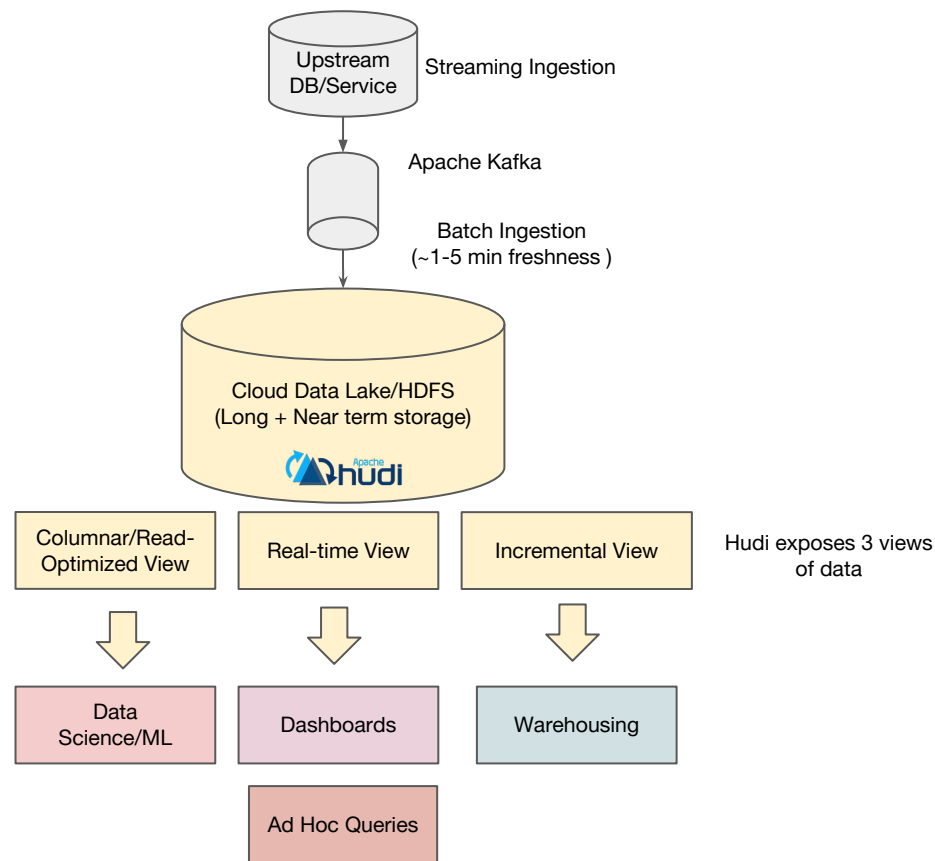 Upstream
DB/Service
Streaming Ingestion
Apache Kafka
Batch Ingestion
(~1-5 min freshness )
Cloud Data Lake/HDFS
(Long + Near term storage)
Apache
hudi
Columnar/Read-
Optimized View
Real-time View
Incremental View
Hudi exposes 3 views
of data
Data
Science/ML
Dashboards
Warehousing
Ad Hoc Queries